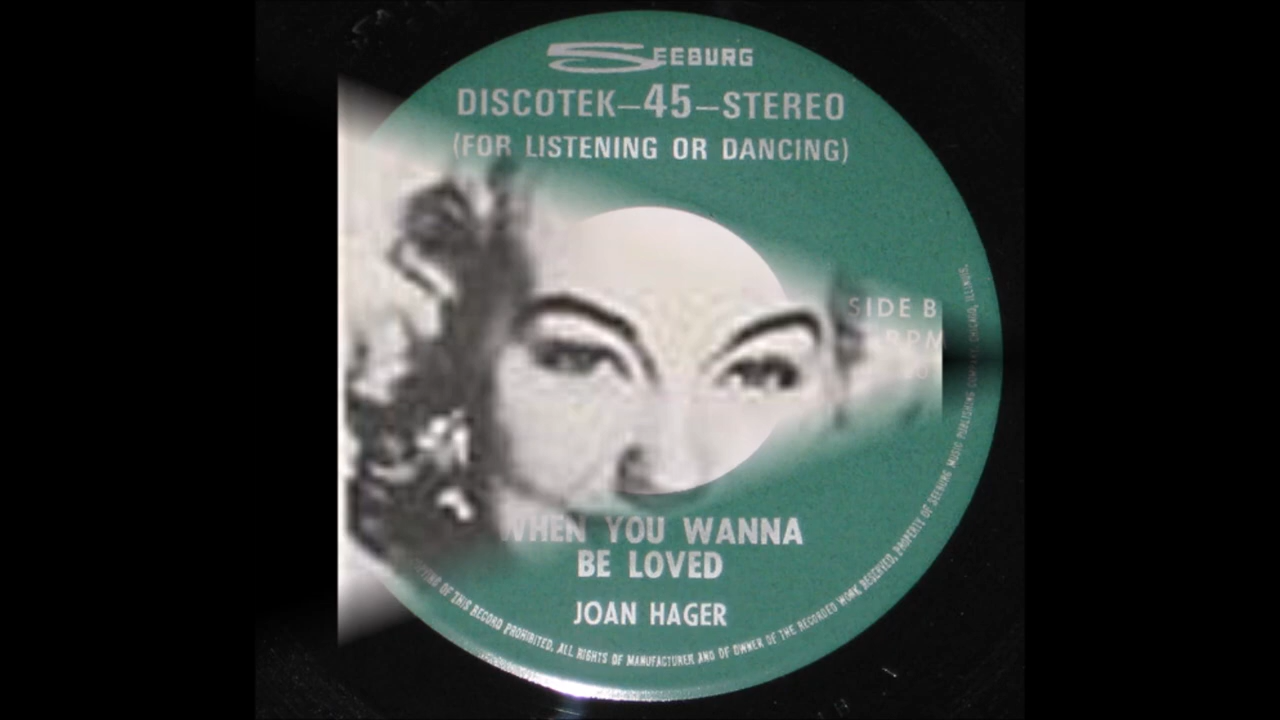 SEEBURG
DISCOTEK—45—STEREO
(FOR LISTENING OR DANCING)
SIDE B
RPM
WHEN YOU WANNA
BE LOVED
JOAN HAGER
OF THIS RECORD PROHIBITED, ALL RIGHTS OF MANUFACTURER AND OF OWNER OF THE RECORDED WORK RESERVED, PROPERTY OF SEEBURG MUSIC PUBLISHING COMPANY, CHICAGO, ILLINOIS.